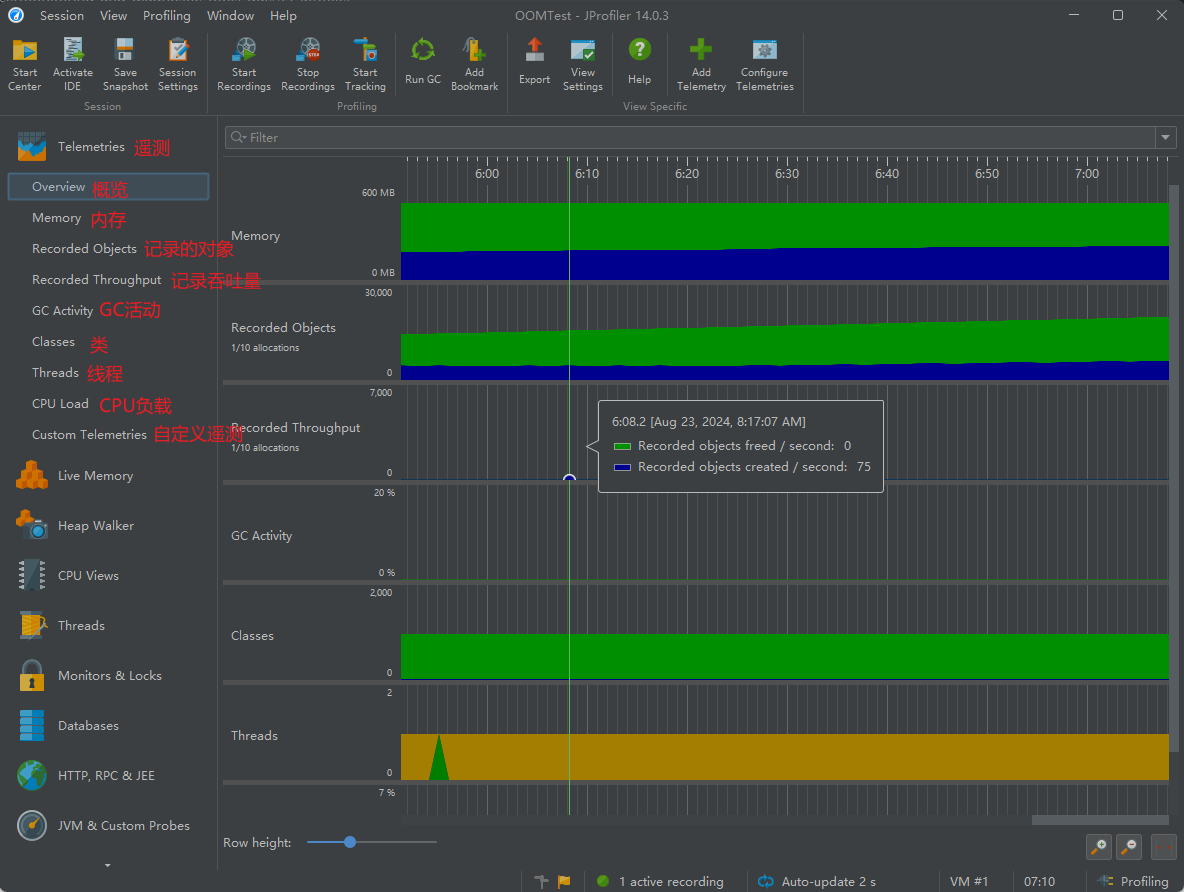 OOMTest - JProfiler 14.0.3
Session View Profiling Window Help
Start Center
Activate IDE
Save Snapshot
Session Settings
Start Recordings
Stop Recordings
Start Tracking
Run GC
Add Bookmark
Export
View Settings
Help
Add Telemetry
Configure Telemetries
Session
Profiling
View Specific
Telemetries 遥测
Overview 概览
Memory 内存
Recorded Objects 记录的对象
Recorded Throughput 记录吞吐量
GC Activity GC活动
Classes 类
Threads 线程
CPU Load CPU负载
Custom Telemetries 自定义遥测
Live Memory
Heap Walker
CPU Views
Threads
Monitors & Locks
Databases
HTTP, RPC & JEE
JVM & Custom Probes
Filter
6:00 6:10 6:20 6:30 6:40 6:50 7:00
600 MB
Memory
0 MB
30,000
Recorded Objects
1/10 allocations
0
7,000
Recorded Throughput
1/10 allocations
0
6:08.2 [Aug 23, 2024, 8:17:07 AM]
Recorded objects freed / second: 0
Recorded objects created / second: 75
20 %
GC Activity
0 %
2,000
Classes
0
2
Threads
0
7 %
Row height:
1 active recording
Auto-update 2 s
VM #1
07:10
Profiling